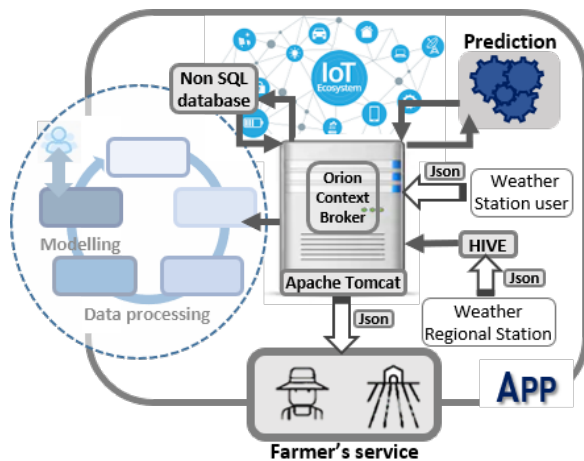 IoT
Ecosystem
Prediction
Non SQL
database
Orion
Context
Broker
Json
Weather
Station user
Modelling
HIVE
Data processing
Apache Tomcat
Json
Weather
Regional Station
Json
APP
Farmer's service